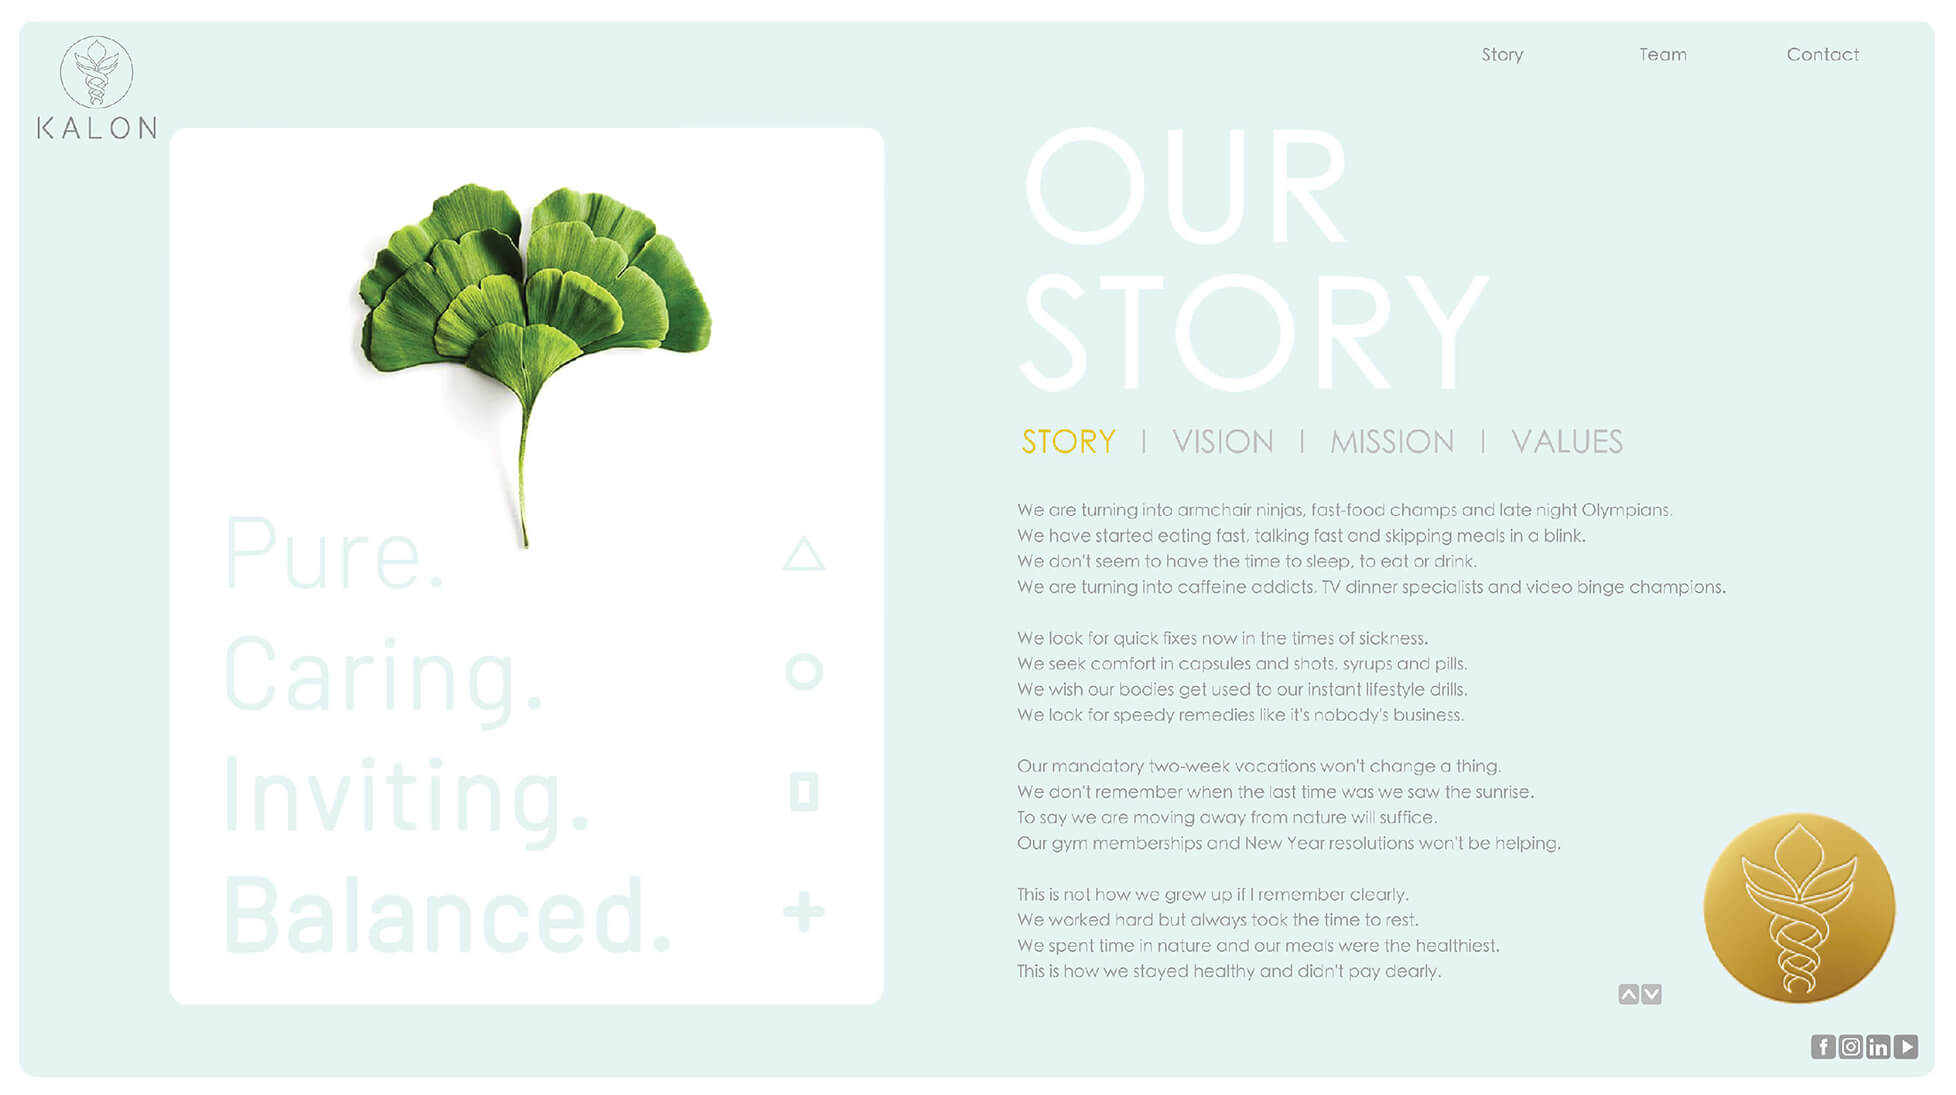 KALON
Story
Team
Contact
Pure.
Caring.
Inviting.
Balanced.
OUR
STORY
STORY | VISION | MISSION | VALUES
We are turning into armchair ninjas, fast-food champs and late night Olympians.
We have started eating fast, talking fast and skipping meals in a blink.
We don't seem to have the time to sleep, to eat or drink.
We are turning into caffeine addicts, TV dinner specialists and video binge champions.
We look for quick fixes now in the times of sickness.
We seek comfort in capsules and shots, syrups and pills.
We wish our bodies get used to our instant lifestyle drills.
We look for speedy remedies like it's nobody's business.
Our mandatory two-week vacations won't change a thing.
We don't remember when the last time was we saw the sunrise.
To say we are moving away from nature will suffice.
Our gym memberships and New Year resolutions won't be helping.
This is not how we grew up if I remember clearly.
We worked hard but always took the time to rest.
We spent time in nature and our meals were the healthiest.
This is how we stayed healthy and didn't pay dearly.